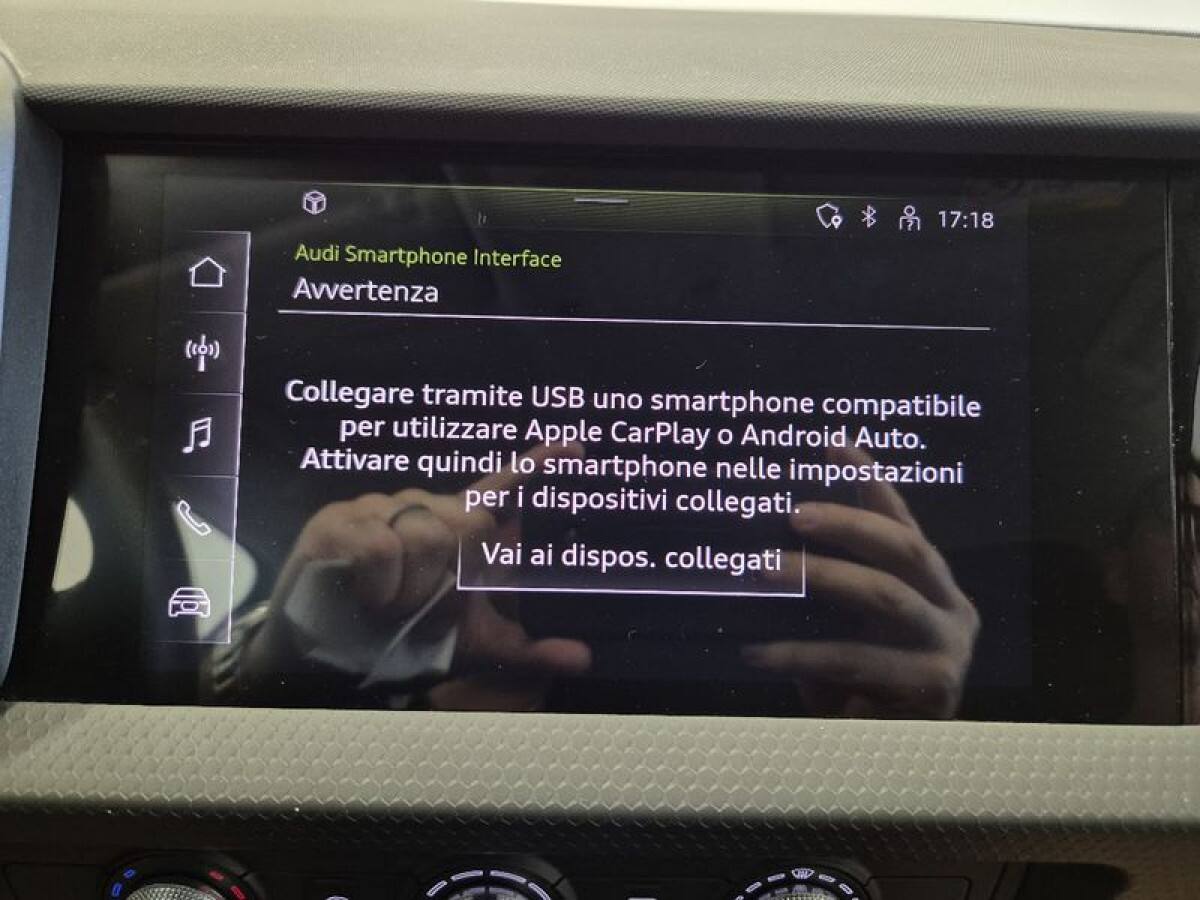 17:18
Audi Smartphone Interface
Avvertenza
Collegare tramite USB uno smartphone compatibile
per utilizzare Apple CarPlay o Android Auto.
Attivare quindi lo smartphone nelle impostazioni
per i dispositivi collegati.
Vai ai dispos. collegati